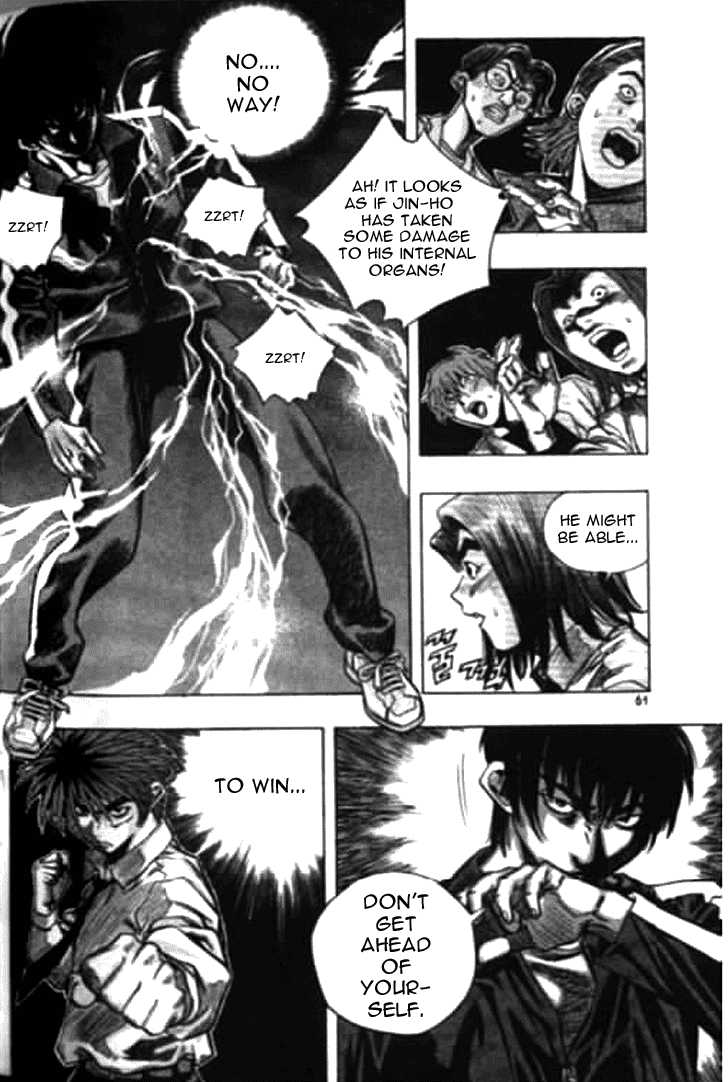 NO....
NO
WAY!
AH! IT LOOKS
AS IF JIN-HO
HAS TAKEN
SOME DAMAGE
TO HIS INTERNAL
ORGANS!
ZZRT!
ZZRT!
ZZRT!
HE MIGHT
BE ABLE...
61
TO WIN...
DON'T
GET
AHEAD
OF
YOUR-
SELF.